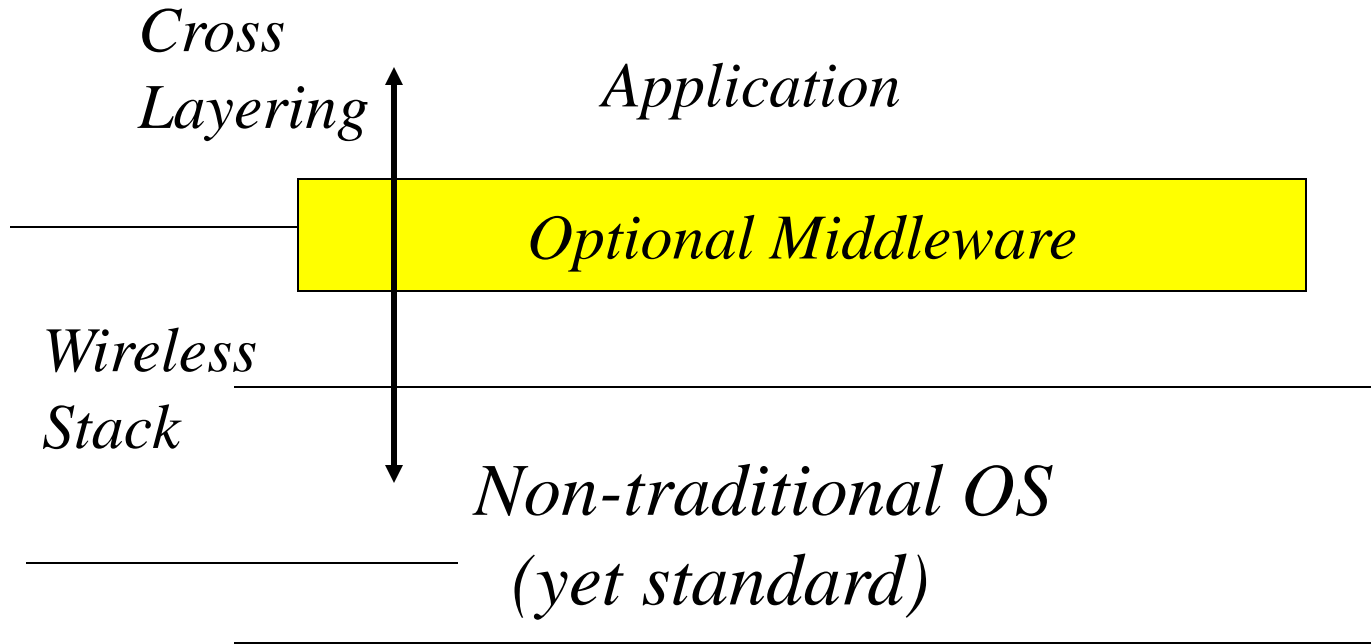 Cross
Layering
Application
Optional Middleware
Wireless
Stack
Non-traditional OS
(yet standard)